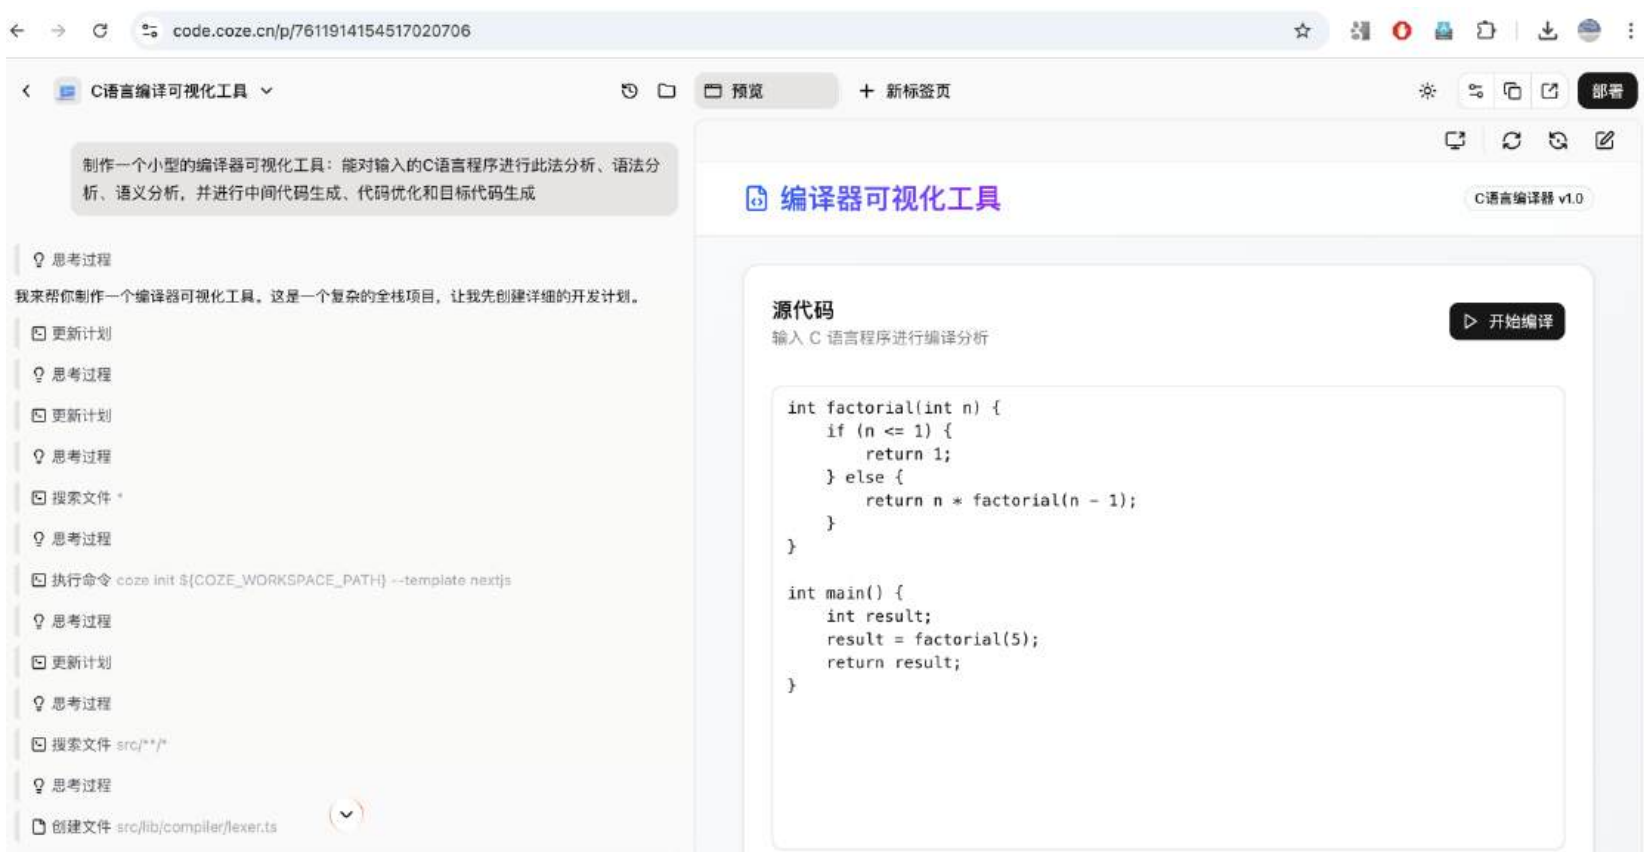 code.coze.cn/p/7611914154517020706
C语言编译可视化工具
预览
新标签页
部署
制作一个小型的编译器可视化工具：能对输入的C语言程序进行此法分析、语法分
析、语义分析，并进行中间代码生成、代码优化和目标代码生成
思考过程
我来帮你制作一个编译器可视化工具。这是一个复杂的全栈项目，让我先创建详细的开发计划。
更新计划
思考过程
更新计划
思考过程
搜索文件 *
思考过程
执行命令 coze init ${COZE_WORKSPACE_PATH} --template nextjs
思考过程
更新计划
思考过程
搜索文件 src/**/*
思考过程
创建文件 src/lib/compiler/lexer.ts
编译器可视化工具
C语言编译器 v1.0
源代码
输入 C 语言程序进行编译分析
开始编译
int factorial(int n) {
    if (n <= 1) {
        return 1;
    } else {
        return n * factorial(n - 1);
    }
}
int main() {
    int result;
    result = factorial(5);
    return result;
}